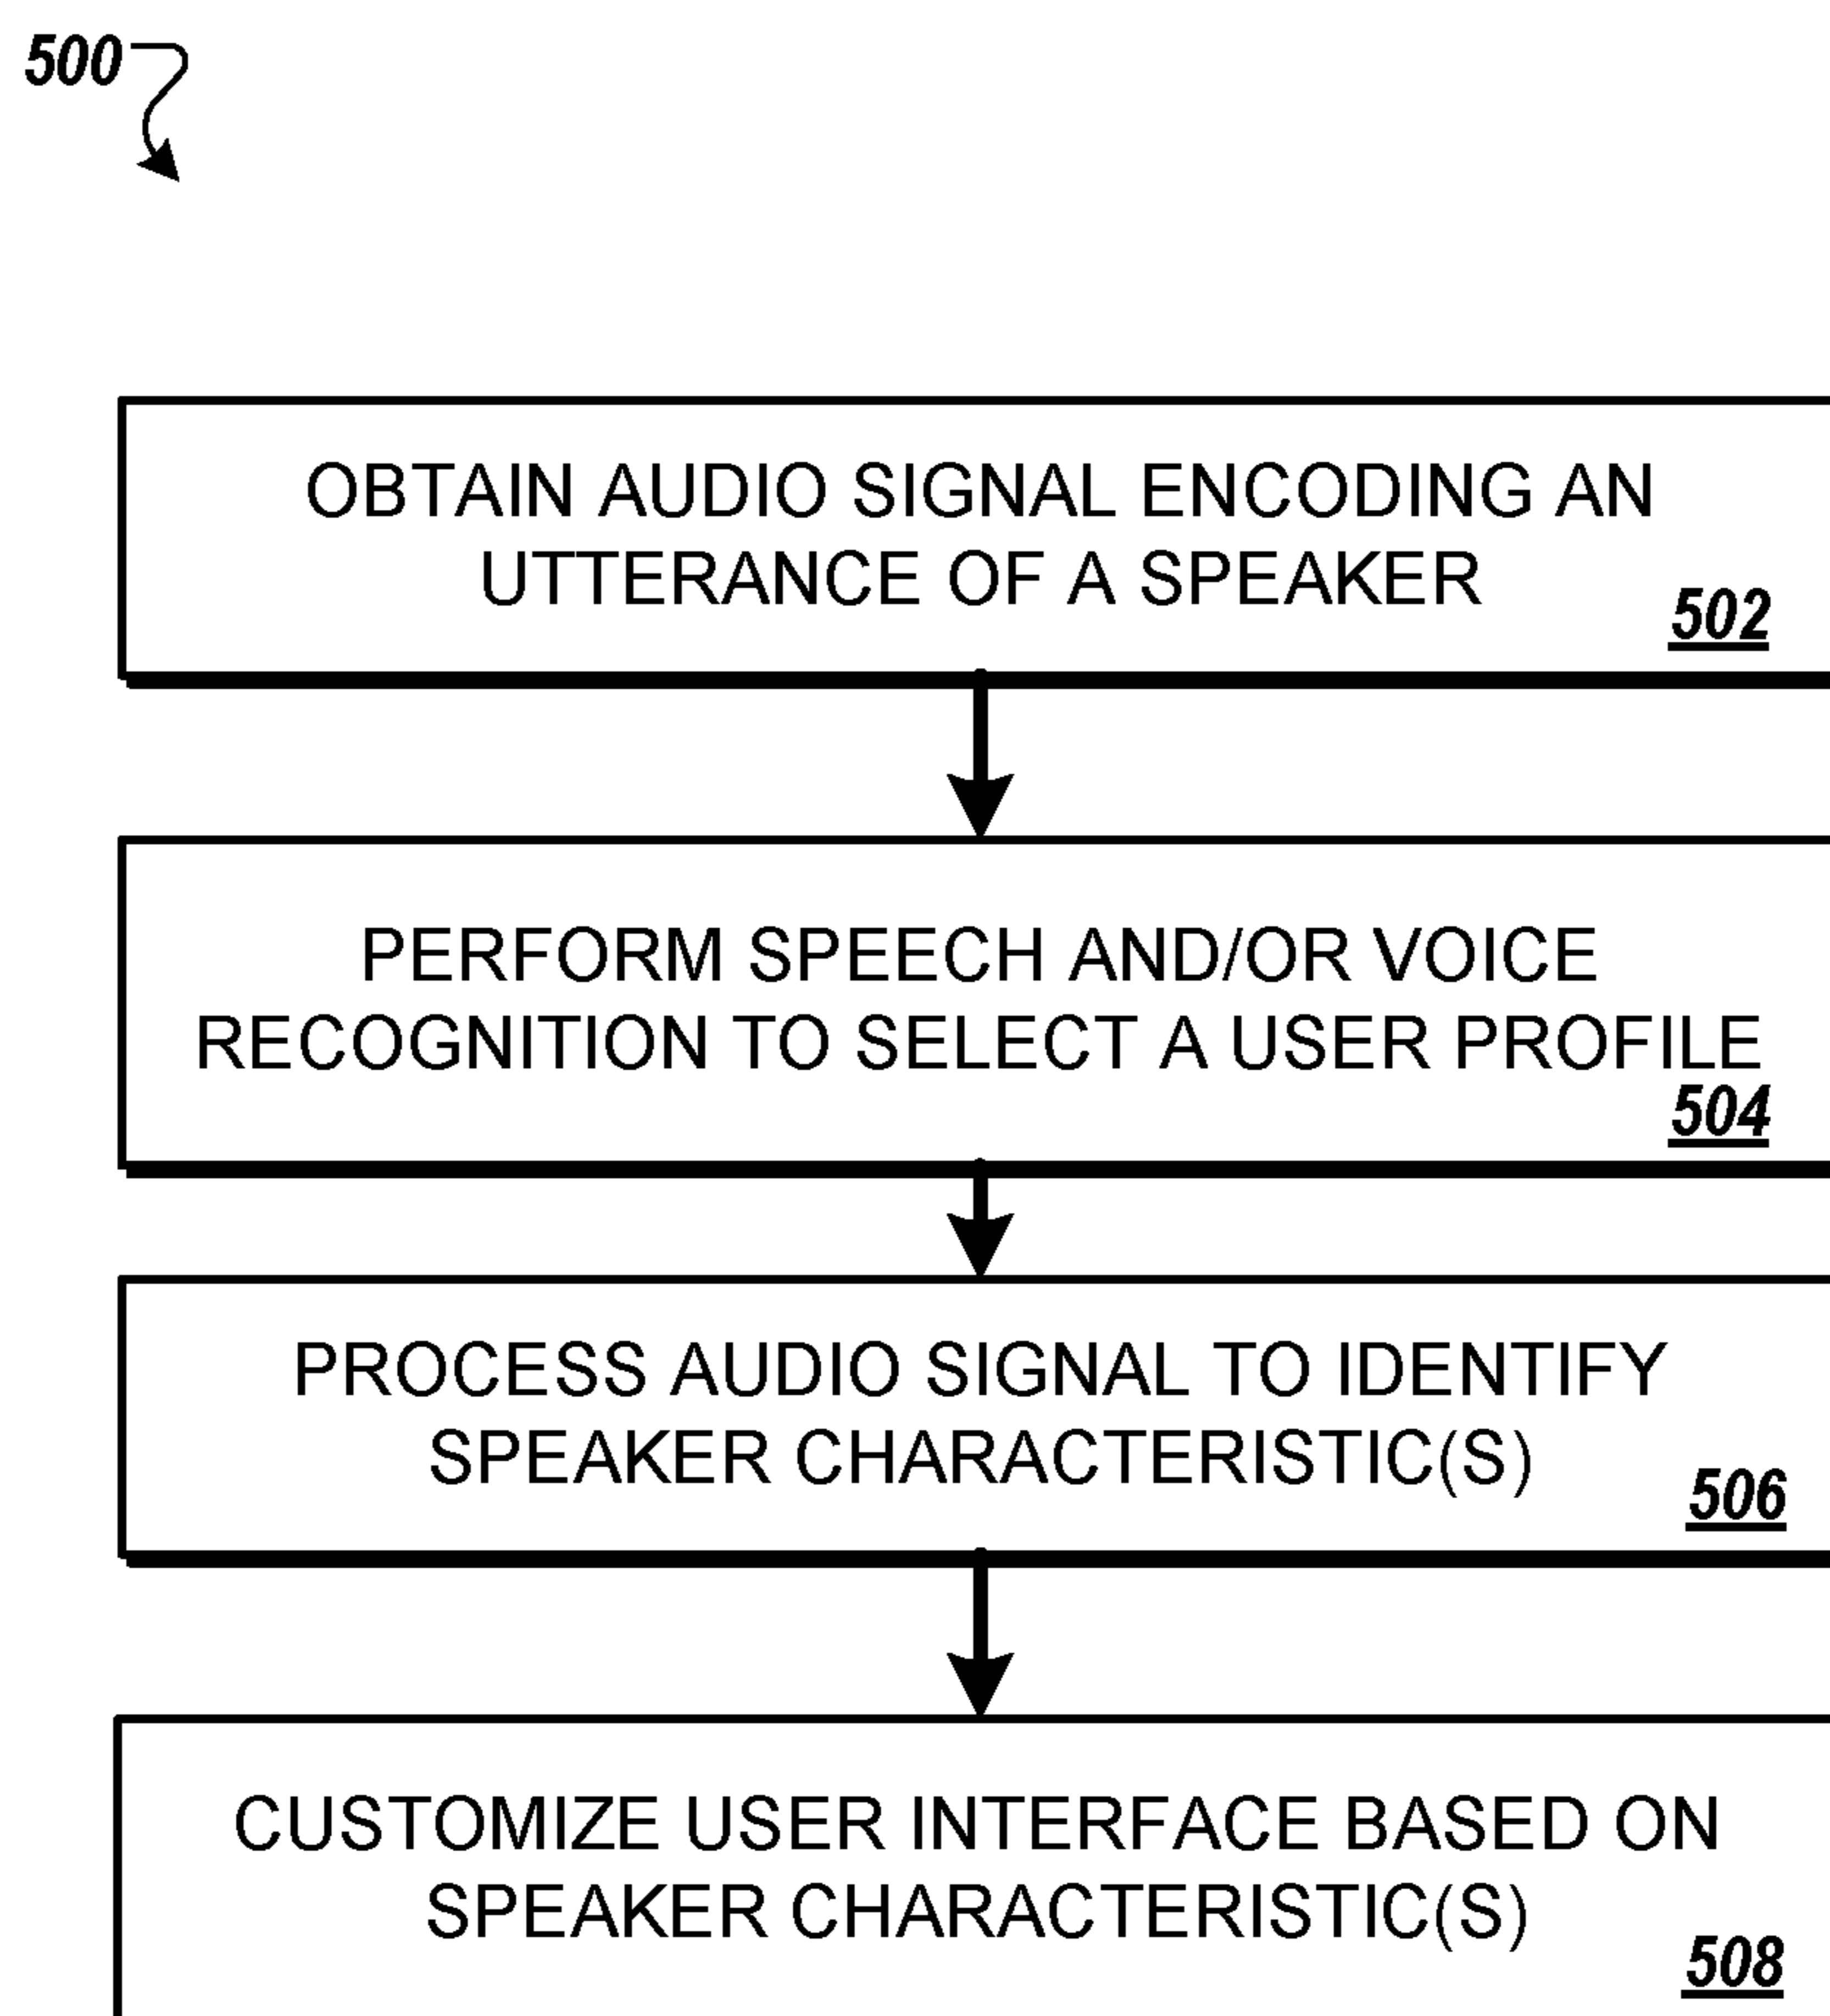 500
OBTAIN AUDIO SIGNAL ENCODING AN
UTTERANCE OF A SPEAKER
502
PERFORM SPEECH AND/OR VOICE
RECOGNITION TO SELECT A USER PROFILE
504
PROCESS AUDIO SIGNAL TO IDENTIFY
SPEAKER CHARACTERISTIC(S)
506
CUSTOMIZE USER INTERFACE BASED ON
SPEAKER CHARACTERISTIC(S)
508